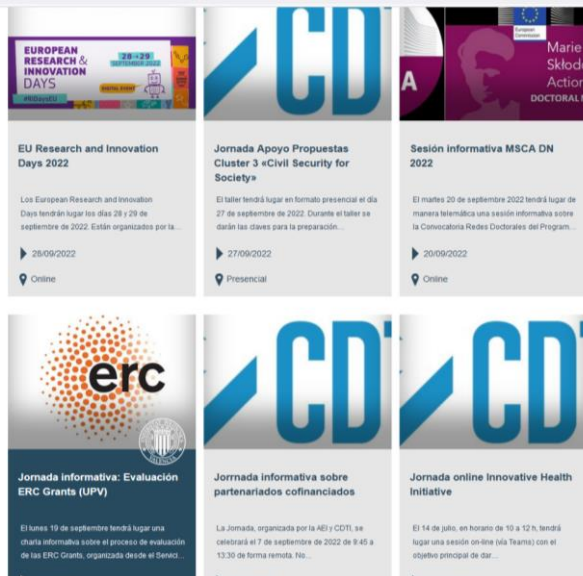 EUROPEAN
RESEARCH &
INNOVATION
DAYS
#RIDaysEU
28→29
SEPTEMBER 2022
DIGITAL EVENT
EU Research and Innovation
Days 2022
Los European Research and Innovation
Days tendrán lugar los días 28 y 29 de
septiembre de 2022. Están organizados por la...
28/09/2022
Online
CDT
Jornada Apoyo Propuestas
Cluster 3 «Civil Security for
Society»
El taller tendrá lugar en formato presencial el día
27 de septiembre de 2022. Durante el taller se
darán las claves para la preparación...
27/09/2022
Presencial
European
Commission
A
Marie
Skłodo
Action
DOCTORAL
Sesión informativa MSCA DN
2022
El martes 20 de septiembre 2022 tendrá lugar de
manera telemática una sesión informativa sobre
la Convocatoria Redes Doctorales del Program...
20/09/2022
Online
erc
Jornada informativa: Evaluación
ERC Grants (UPV)
El lunes 19 de septiembre tendrá lugar una
charla informativa sobre el proceso de evaluación
de las ERC Grants, organizada desde el Servici...
CDT
Jorrnada informativa sobre
partenariados cofinanciados
La Jornada, organizada por la AEI y CDTI, se
celebrará el 7 de septiembre de 2022 de 9:45 a
13:30 de forma remota. No...
CDT
Jornada online Innovative Health
Initiative
El 14 de julio, en horario de 10 a 12 h, tendrá
lugar una sesión on-line (vía Teams) con el
objetivo principal de dar...